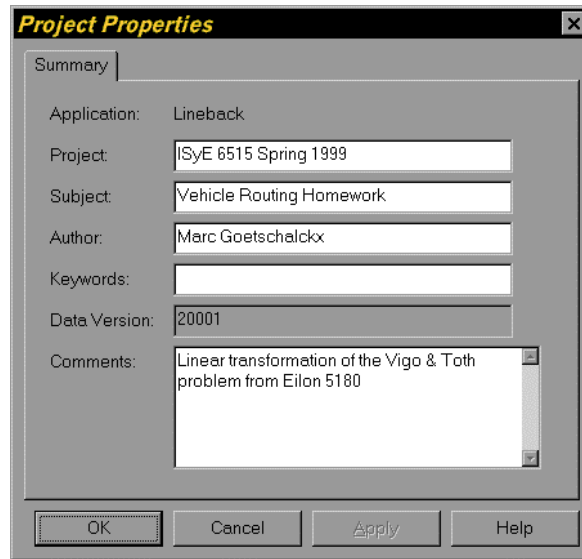 Project Properties
Summary
Application: Lineback
Project: ISyE 6515 Spring 1999
Subject: Vehicle Routing Homework
Author: Marc Goetschalckx
Keywords:
Data Version: 20001
Comments: Linear transformation of the Vigo & Toth
problem from Eilon 5180
OK Cancel Apply Help